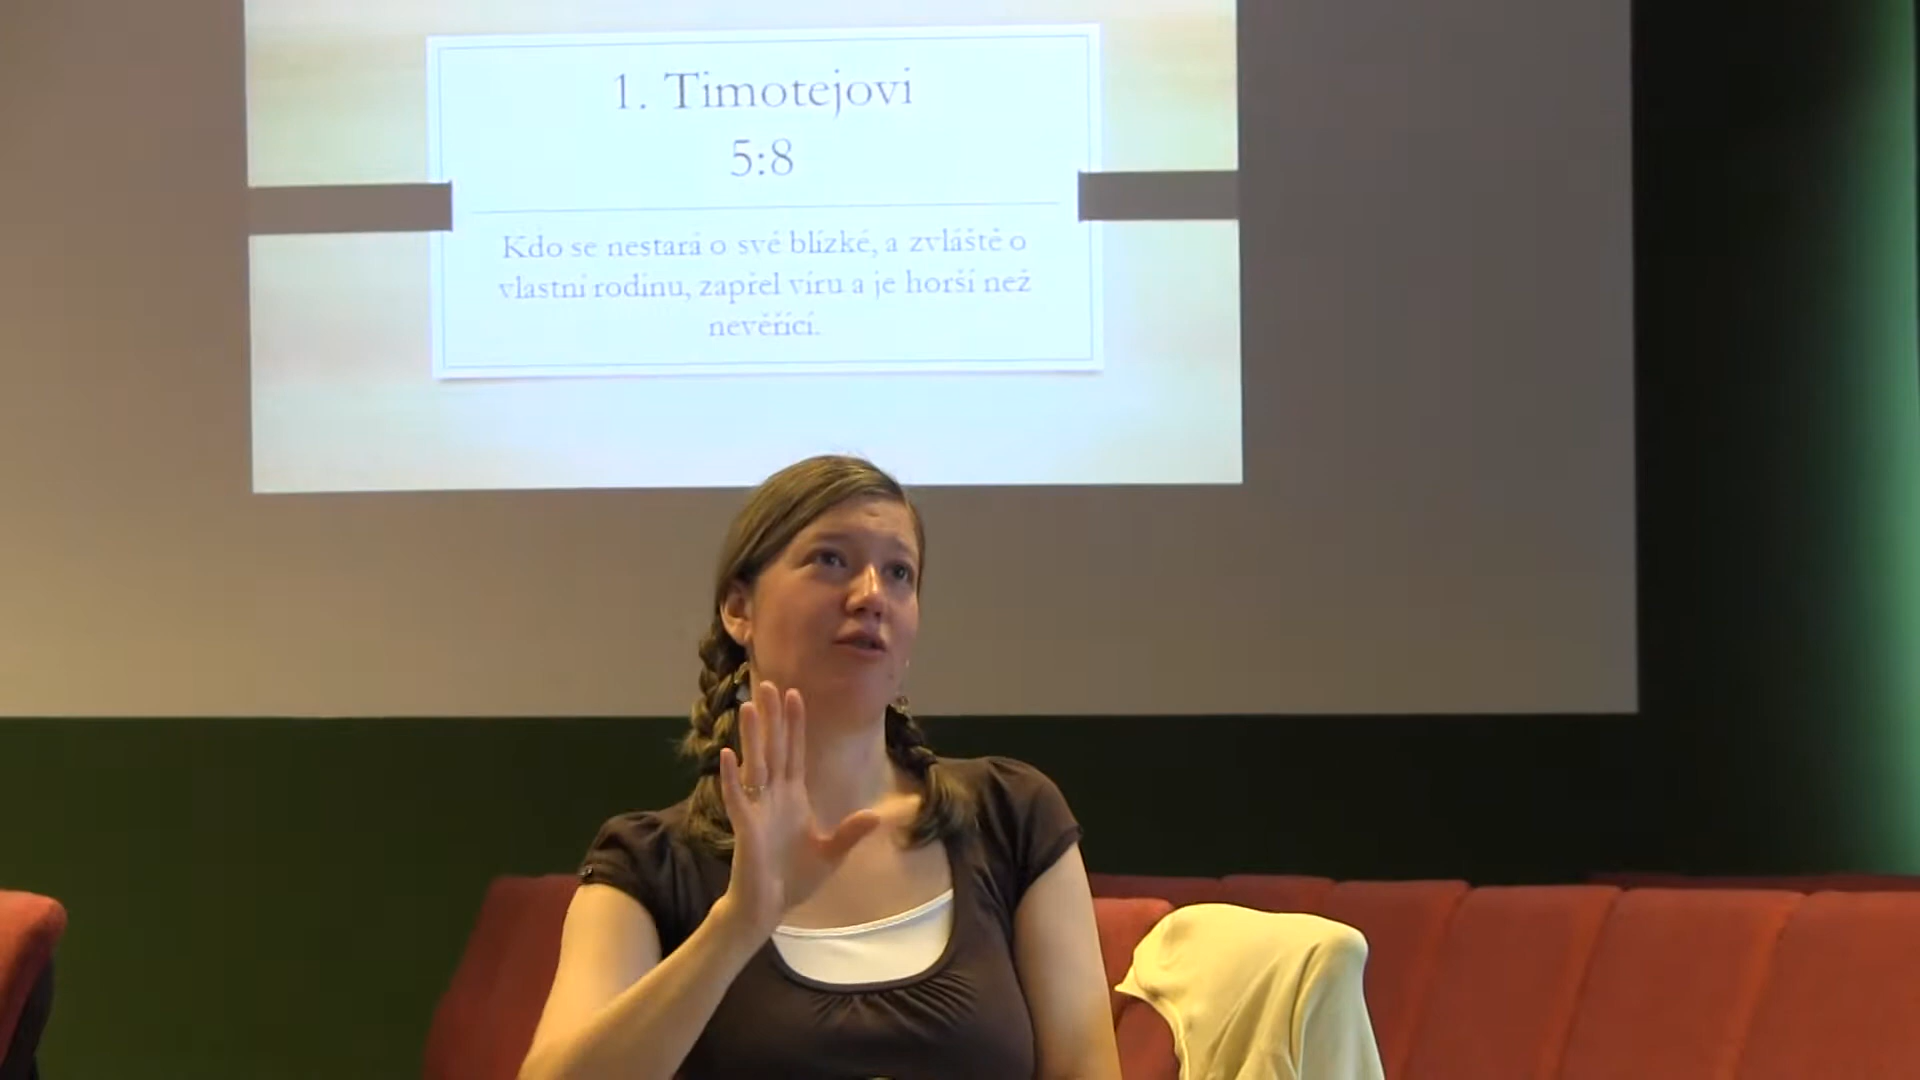 1. Timotejovi
5:8
Kdo se nestará o své blízké, a zvláště o
vlastní rodinu, zapřel víru a je horší než
nevěřící.